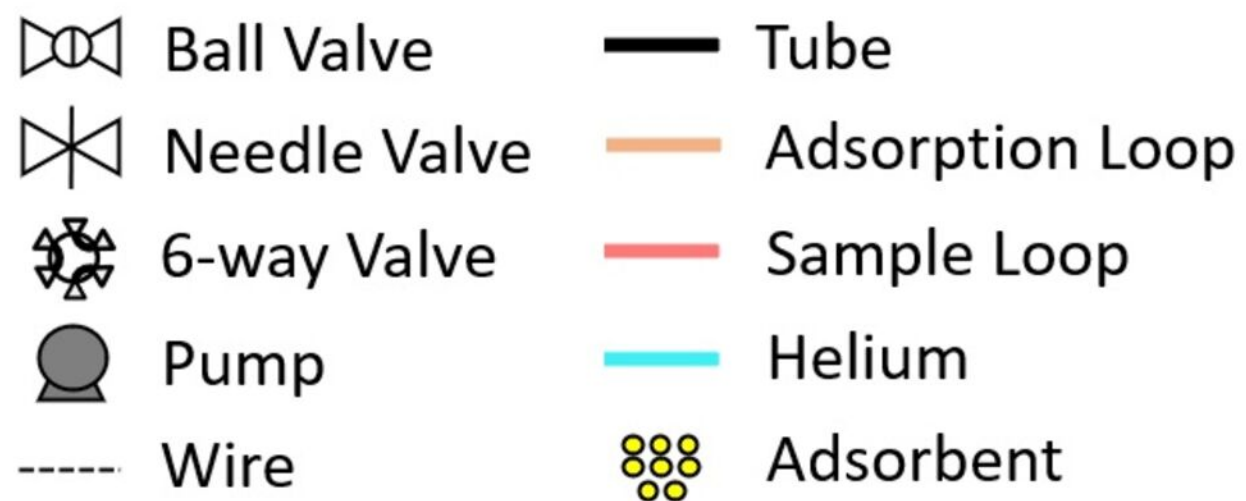 Ball Valve
Needle Valve
6-way Valve
Pump
Wire
Tube
Adsorption Loop
Sample Loop
Helium
Adsorbent